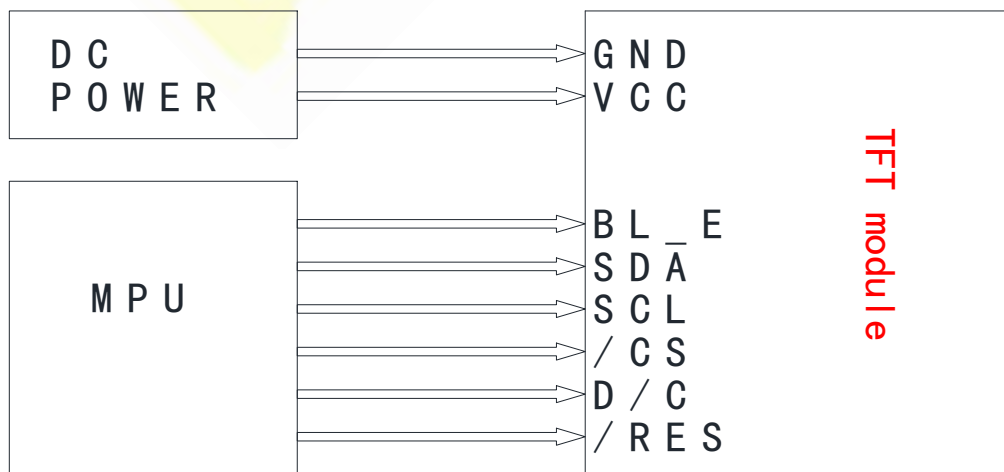 DC
POWER
GND
VCC
MPU
BL_E
SDA
SCL
/CS
D/C
/RES
TFT module